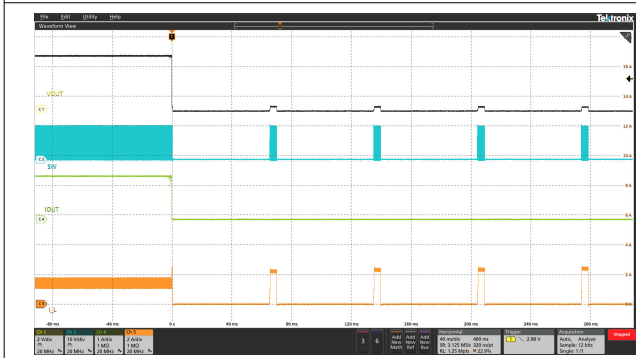 File Edit Utility Help
Tektronix
Waveform View
T
16 A
VOUT
14 A
C1
12 A
C2
SW
10 A
8 A
IOUT
6 A
C4
4 A
2 A
IL
0 A
-80 ms -40 ms 0 s 40 ms 80 ms 120 ms 160 ms 200 ms 240 ms 280 ms
Ch 1 Ch 2 Ch 4 Ch 5
2 V/div 10 V/div 1 A/div 2 A/div
1 MΩ 1 MΩ
20 MHz 20 MHz 20 MHz 20 MHz
3 6
Add New Math Add New Ref Add New Bus
Horizontal
40 ms/div 400 ms
SR: 3.125 MS/s 320 ns/pt
RL: 1.25 Mpts 22.9%
Trigger
1 2.88 V
Acquisition
Auto, Analyze
Sample: 12 bits
Single: 1/1
Stopped